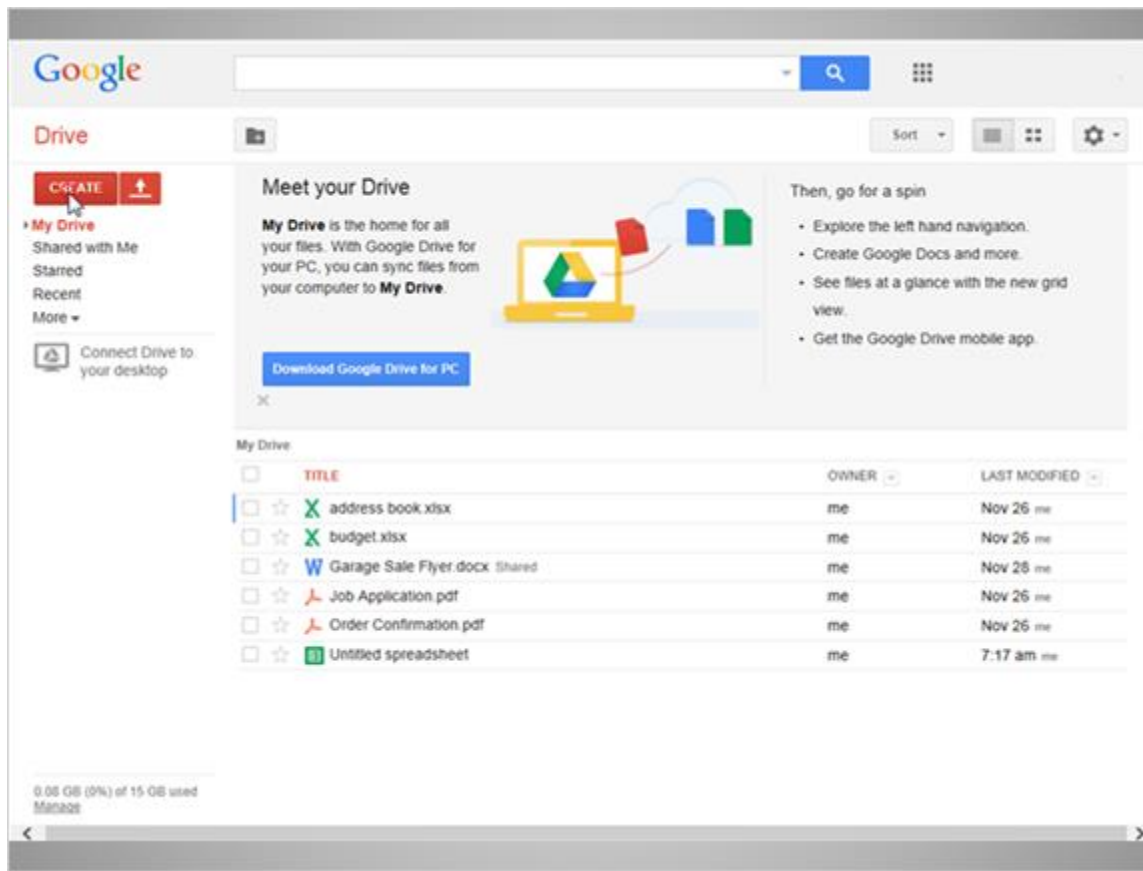 Google
Drive
Sort
CREATE
My Drive
Shared with Me
Starred
Recent
More
Connect Drive to
your desktop
Meet your Drive
My Drive is the home for all
your files. With Google Drive for
your PC, you can sync files from
your computer to My Drive.
Download Google Drive for PC
Then, go for a spin
• Explore the left hand navigation.
• Create Google Docs and more.
• See files at a glance with the new grid
view.
• Get the Google Drive mobile app.
My Drive
TITLE OWNER LAST MODIFIED
address book.xlsx me Nov 26 me
budget.xlsx me Nov 26 me
Garage Sale Flyer.docx Shared me Nov 28 me
Job Application.pdf me Nov 26 me
Order Confirmation.pdf me Nov 26 me
Untitled spreadsheet me 7:17 am me
0.08 GB (0%) of 15 GB used
Manage